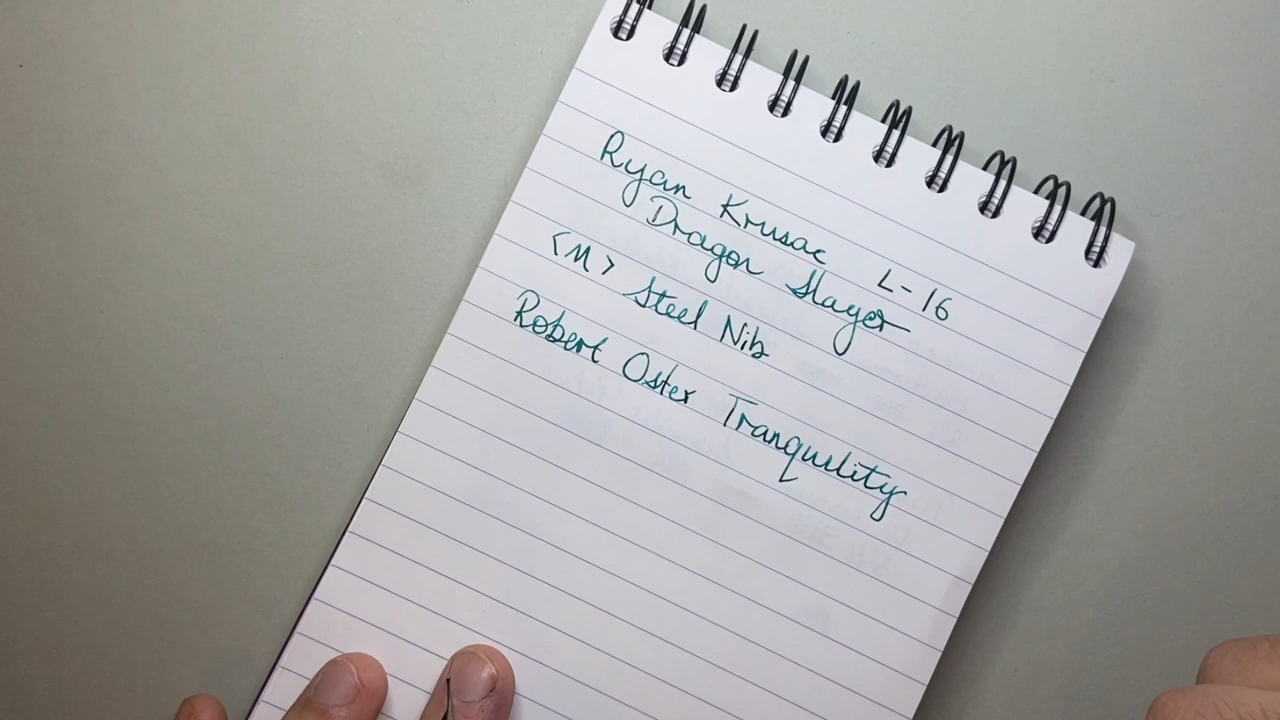 Ryan Krusac L-16
Dragon Slayer
<M> Steel Nib
Robert Oster Tranquility